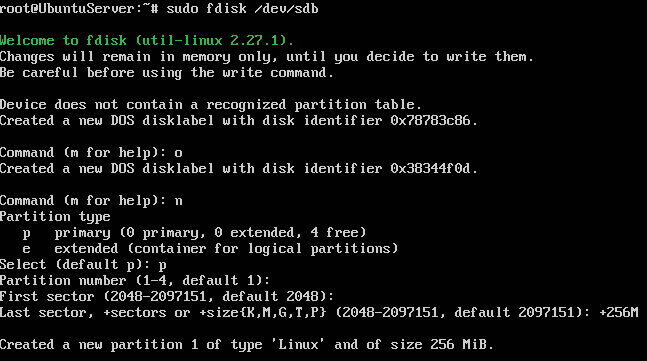 root@UbuntuServer:~# sudo fdisk /dev/sdb
Welcome to fdisk (util-linux 2.27.1).
Changes will remain in memory only, until you decide to write them.
Be careful before using the write command.
Device does not contain a recognized partition table.
Created a new DOS disklabel with disk identifier 0x78783c86.
Command (m for help): o
Created a new DOS disklabel with disk identifier 0x38344f0d.
Command (m for help): n
Partition type
p primary (0 primary, 0 extended, 4 free)
e extended (container for logical partitions)
Select (default p): p
Partition number (1-4, default 1):
First sector (2048-2097151, default 2048):
Last sector, +sectors or +size{K,M,G,T,P} (2048-2097151, default 2097151): +256M
Created a new partition 1 of type 'Linux' and of size 256 MiB.